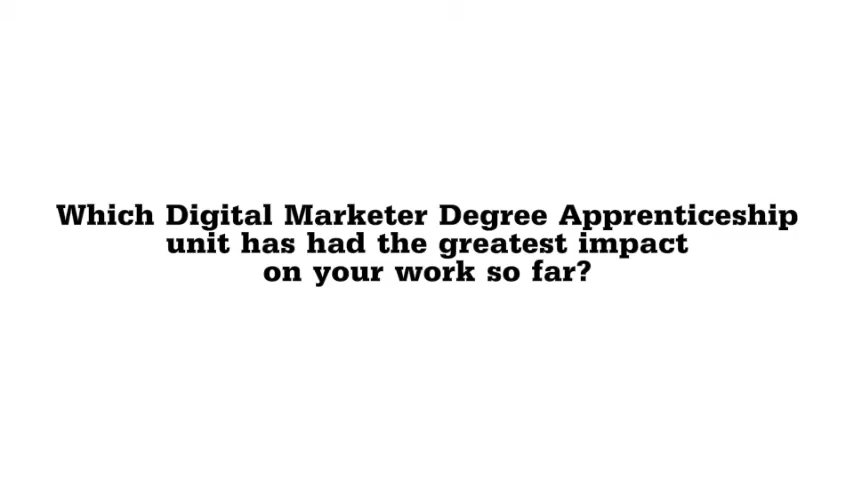 Which Digital Marketer Degree Apprenticeship
unit has had the greatest impact
on your work so far?